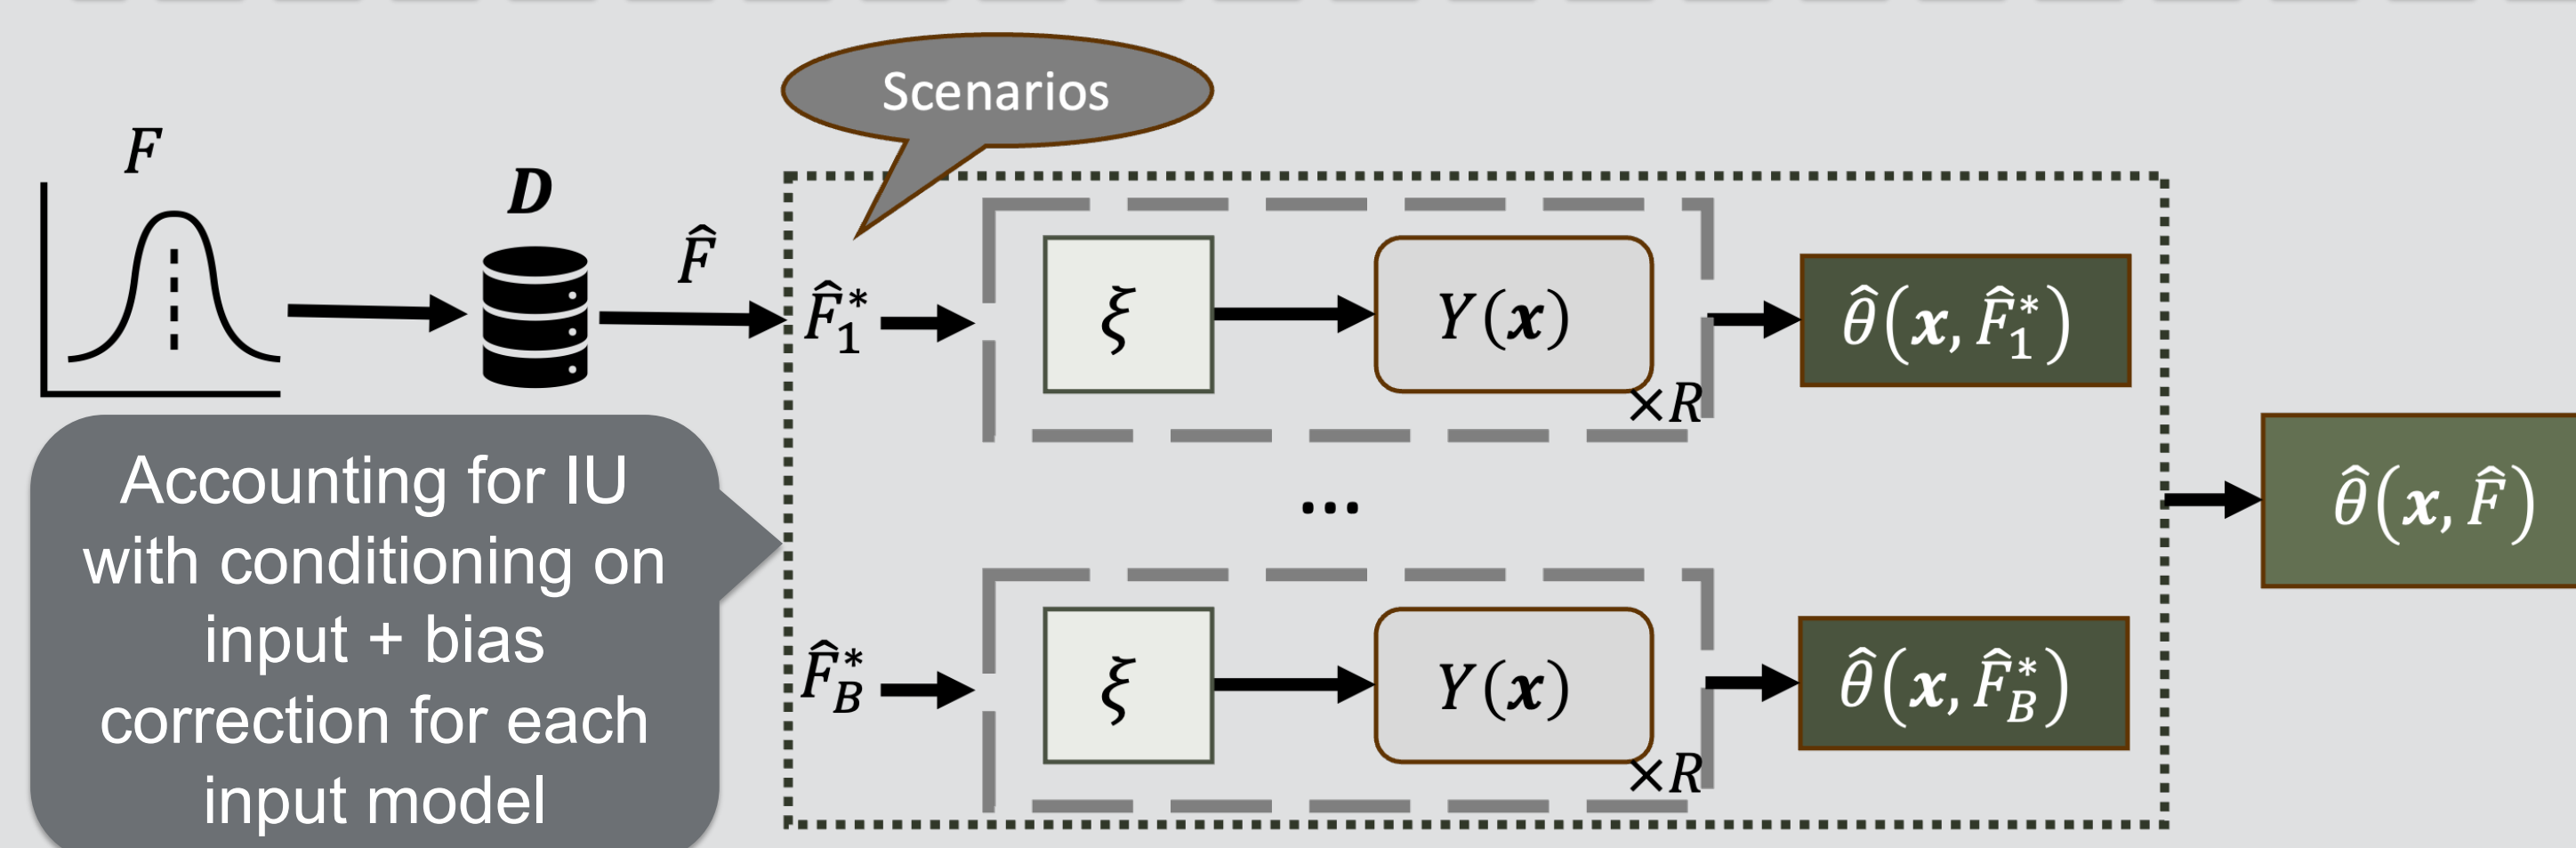 Scenarios
F
D
F̂
F̂₁* ξ Y(x) ×R θ̂(x, F̂₁*)
...
θ̂(x, F̂)
F̂_B* ξ Y(x) ×R θ̂(x, F̂_B*)
Accounting for IU
with conditioning on
input + bias
correction for each
input model